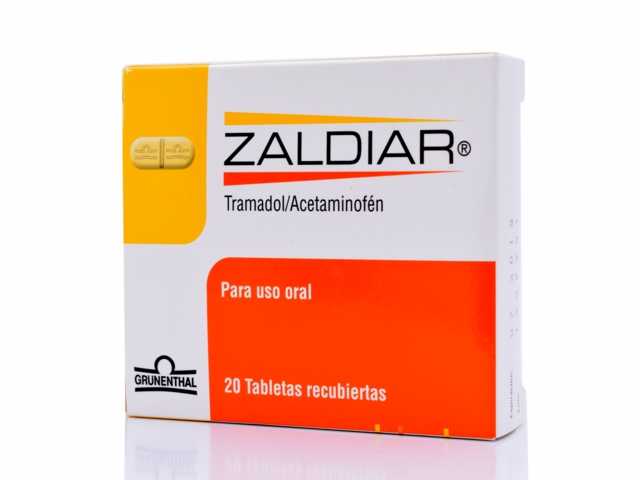 ZALDIAR®
Tramadol/Acetaminofén
Para uso oral
20 Tabletas recubiertas
GRUNENTHAL